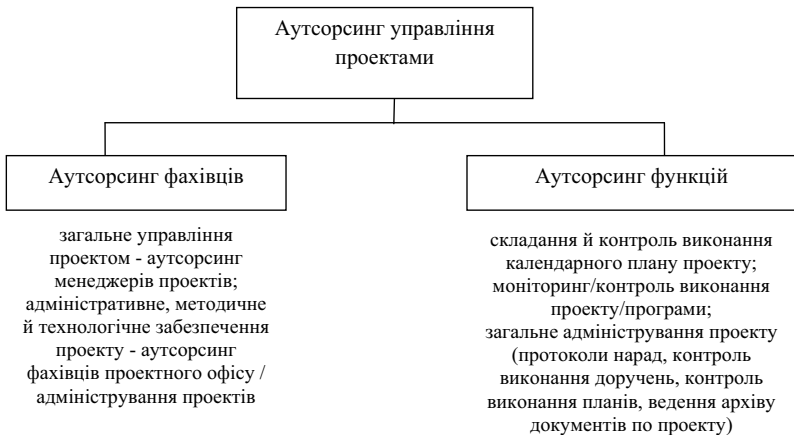 Аутсорсинг управління
проектами
Аутсорсинг фахівців
загальне управління
проектом - аутсорсинг
менеджерів проектів;
адміністративне, методичне
й технологічне забезпечення
проекту - аутсорсинг
фахівців проектного офісу /
адміністрування проектів
Аутсорсинг функцій
складання й контроль виконання
календарного плану проекту;
моніторинг/контроль виконання
проекту/програми;
загальне адміністрування проекту
(протоколи нарад, контроль
виконання доручень, контроль
виконання планів, ведення архіву
документів по проекту)